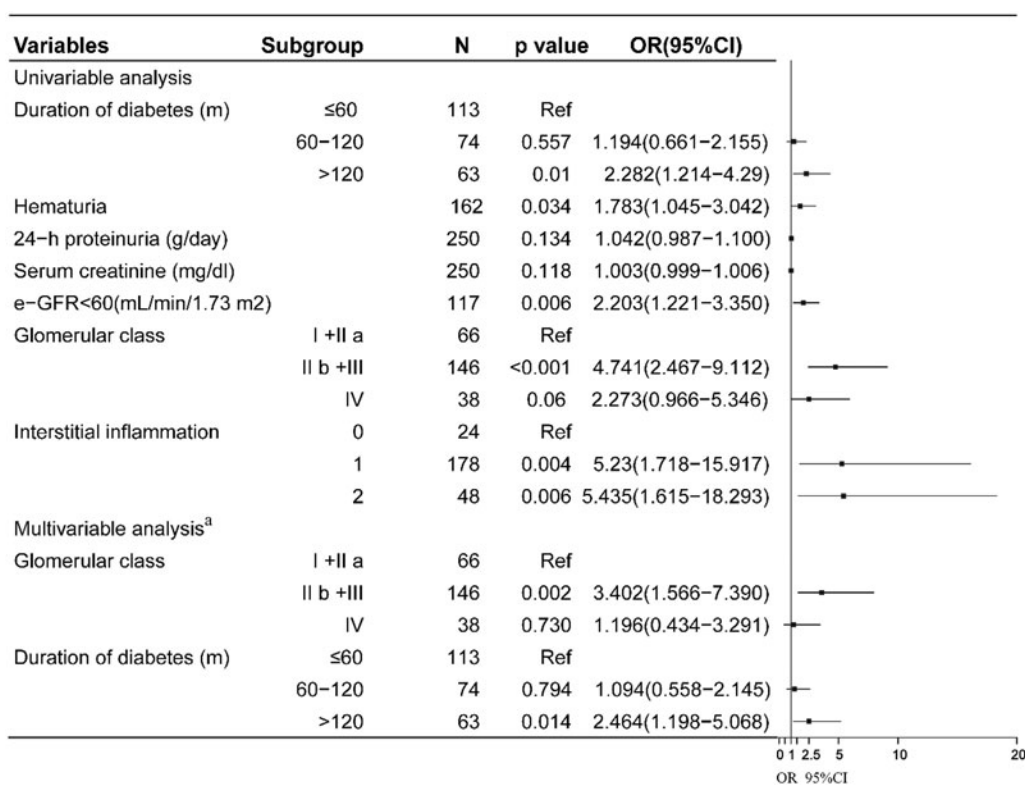 Variables Subgroup N p value OR(95%CI)
Univariable analysis
Duration of diabetes (m) ≤60 113 Ref
60−120 74 0.557 1.194(0.661−2.155)
>120 63 0.01 2.282(1.214−4.29)
Hematuria 162 0.034 1.783(1.045−3.042)
24−h proteinuria (g/day) 250 0.134 1.042(0.987−1.100)
Serum creatinine (mg/dl) 250 0.118 1.003(0.999−1.006)
e−GFR<60(mL/min/1.73 m2) 117 0.006 2.203(1.221−3.350)
Glomerular class I +II a 66 Ref
II b +III 146 <0.001 4.741(2.467−9.112)
IV 38 0.06 2.273(0.966−5.346)
Interstitial inflammation 0 24 Ref
1 178 0.004 5.23(1.718−15.917)
2 48 0.006 5.435(1.615−18.293)
Multivariable analysisᵃ
Glomerular class I +II a 66 Ref
II b +III 146 0.002 3.402(1.566−7.390)
IV 38 0.730 1.196(0.434−3.291)
Duration of diabetes (m) ≤60 113 Ref
60−120 74 0.794 1.094(0.558−2.145)
>120 63 0.014 2.464(1.198−5.068)
0 1 2.5 5 10 20
OR 95%CI